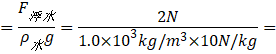 = F浮水 / ρ水g = 2N / 1.0×10³kg/m³×10N/kg =